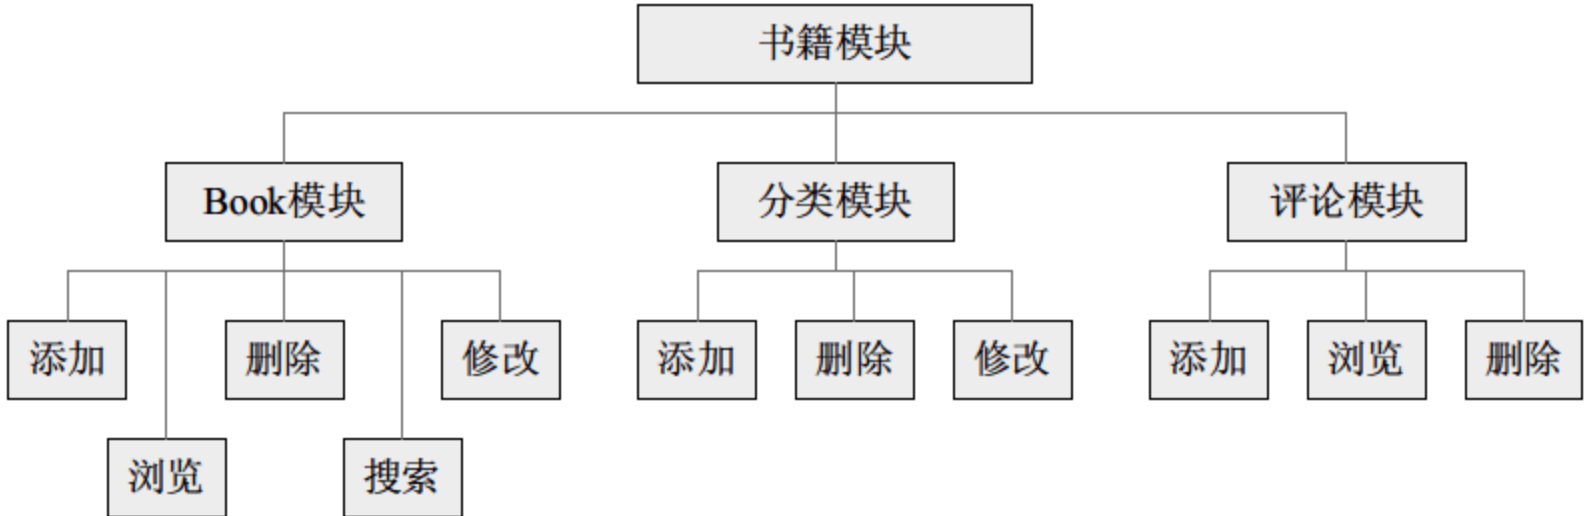 书籍模块
Book模块
分类模块
评论模块
添加
删除
修改
添加
删除
修改
添加
浏览
删除
浏览
搜索